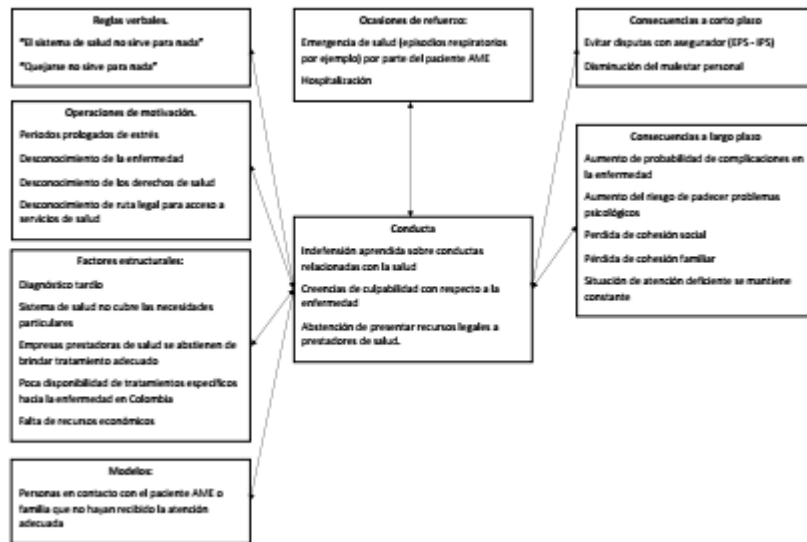 Reglas verbales.
"El sistema de salud no sirve para nada"
"Quejarse no sirve para nada"
Operaciones de motivación.
Periodos prologados de estrés
Desconocimiento de la enfermedad
Desconocimiento de los derechos de salud
Desconocimiento de ruta legal para acceso a
servicios de salud
Factores estructurales:
Diagnóstico tardío
Sistema de salud no cubre las necesidades
particulares
Empresas prestadoras de salud se abstienen de
brindar tratamiento adecuado
Poca disponibilidad de tratamientos específicos
hacia la enfermedad en Colombia
Falta de recursos económicos
Modelos:
Personas en contacto con el paciente AME o
familia que no hayan recibido la atención
adecuada
Ocasiones de refuerzo:
Emergencia de salud (episodios respiratorios
por ejemplo) por parte del paciente AME
Hospitalización
Conducta
Indefensión aprendida sobre conductas
relacionadas con la salud
Creencias de culpabilidad con respecto a la
enfermedad
Abstención de presentar recursos legales a
prestadores de salud.
Consecuencias a corto plazo
Evitar disputas con asegurador (EPS - IPS)
Disminución del malestar personal
Consecuencias a largo plazo
Aumento de probabilidad de complicaciones en
la enfermedad
Aumento del riesgo de padecer problemas
psicológicos
Perdida de cohesión social
Pérdida de cohesión familiar
Situación de atención deficiente se mantiene
constante